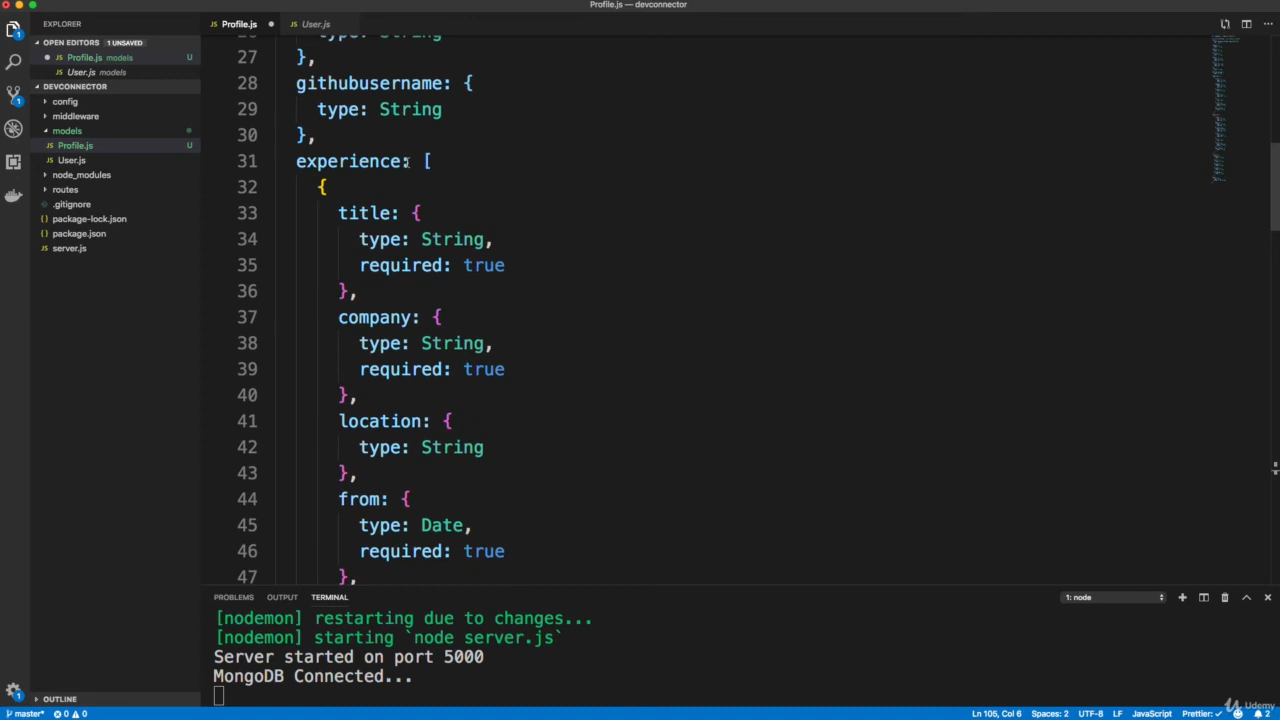 Profile.js — devconnector
EXPLORER
Profile.js
User.js
OPEN EDITORS 1 UNSAVED
Profile.js models U
User.js models
DEVCONNECTOR
config
middleware
models
Profile.js U
User.js
node_modules
routes
.gitignore
package-lock.json
package.json
server.js
OUTLINE
type: String
27 },
28 githubusername: {
29 type: String
30 },
31 experience: [
32 {
33 title: {
34 type: String,
35 required: true
36 },
37 company: {
38 type: String,
39 required: true
40 },
41 location: {
42 type: String
43 },
44 from: {
45 type: Date,
46 required: true
47 },
PROBLEMS OUTPUT TERMINAL 1: node
[nodemon] restarting due to changes...
[nodemon] starting `node server.js`
Server started on port 5000
MongoDB Connected...
master* 0 0 Ln 105, Col 6 Spaces: 2 UTF-8 LF JavaScript Prettier: ✓ 2
Udemy